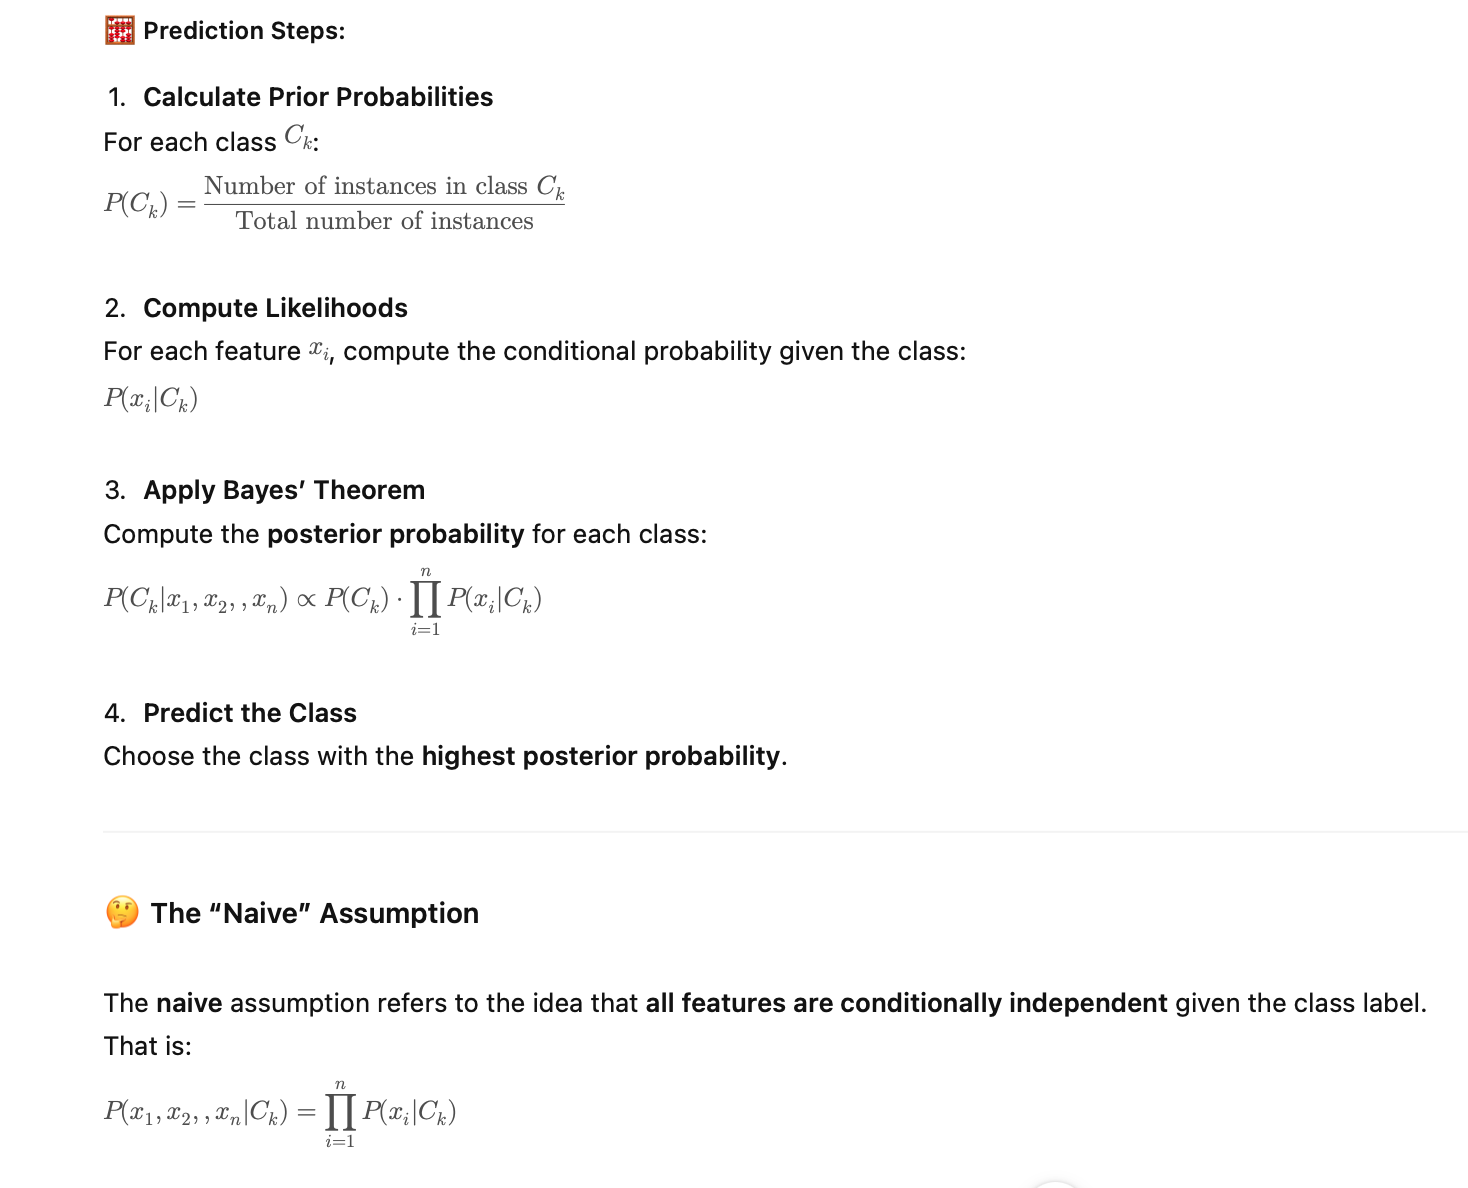 🧮 Prediction Steps:
1. Calculate Prior Probabilities
For each class C_k:
P(C_k) = \frac{Number of instances in class C_k}{Total number of instances}
2. Compute Likelihoods
For each feature x_i, compute the conditional probability given the class:
P(x_i|C_k)
3. Apply Bayes’ Theorem
Compute the posterior probability for each class:
P(C_k|x_1, x_2, , x_n) ∝ P(C_k) · \prod_{i=1}^{n} P(x_i|C_k)
4. Predict the Class
Choose the class with the highest posterior probability.
🤔 The “Naive” Assumption
The naive assumption refers to the idea that all features are conditionally independent given the class label.
That is:
P(x_1, x_2, , x_n|C_k) = \prod_{i=1}^{n} P(x_i|C_k)